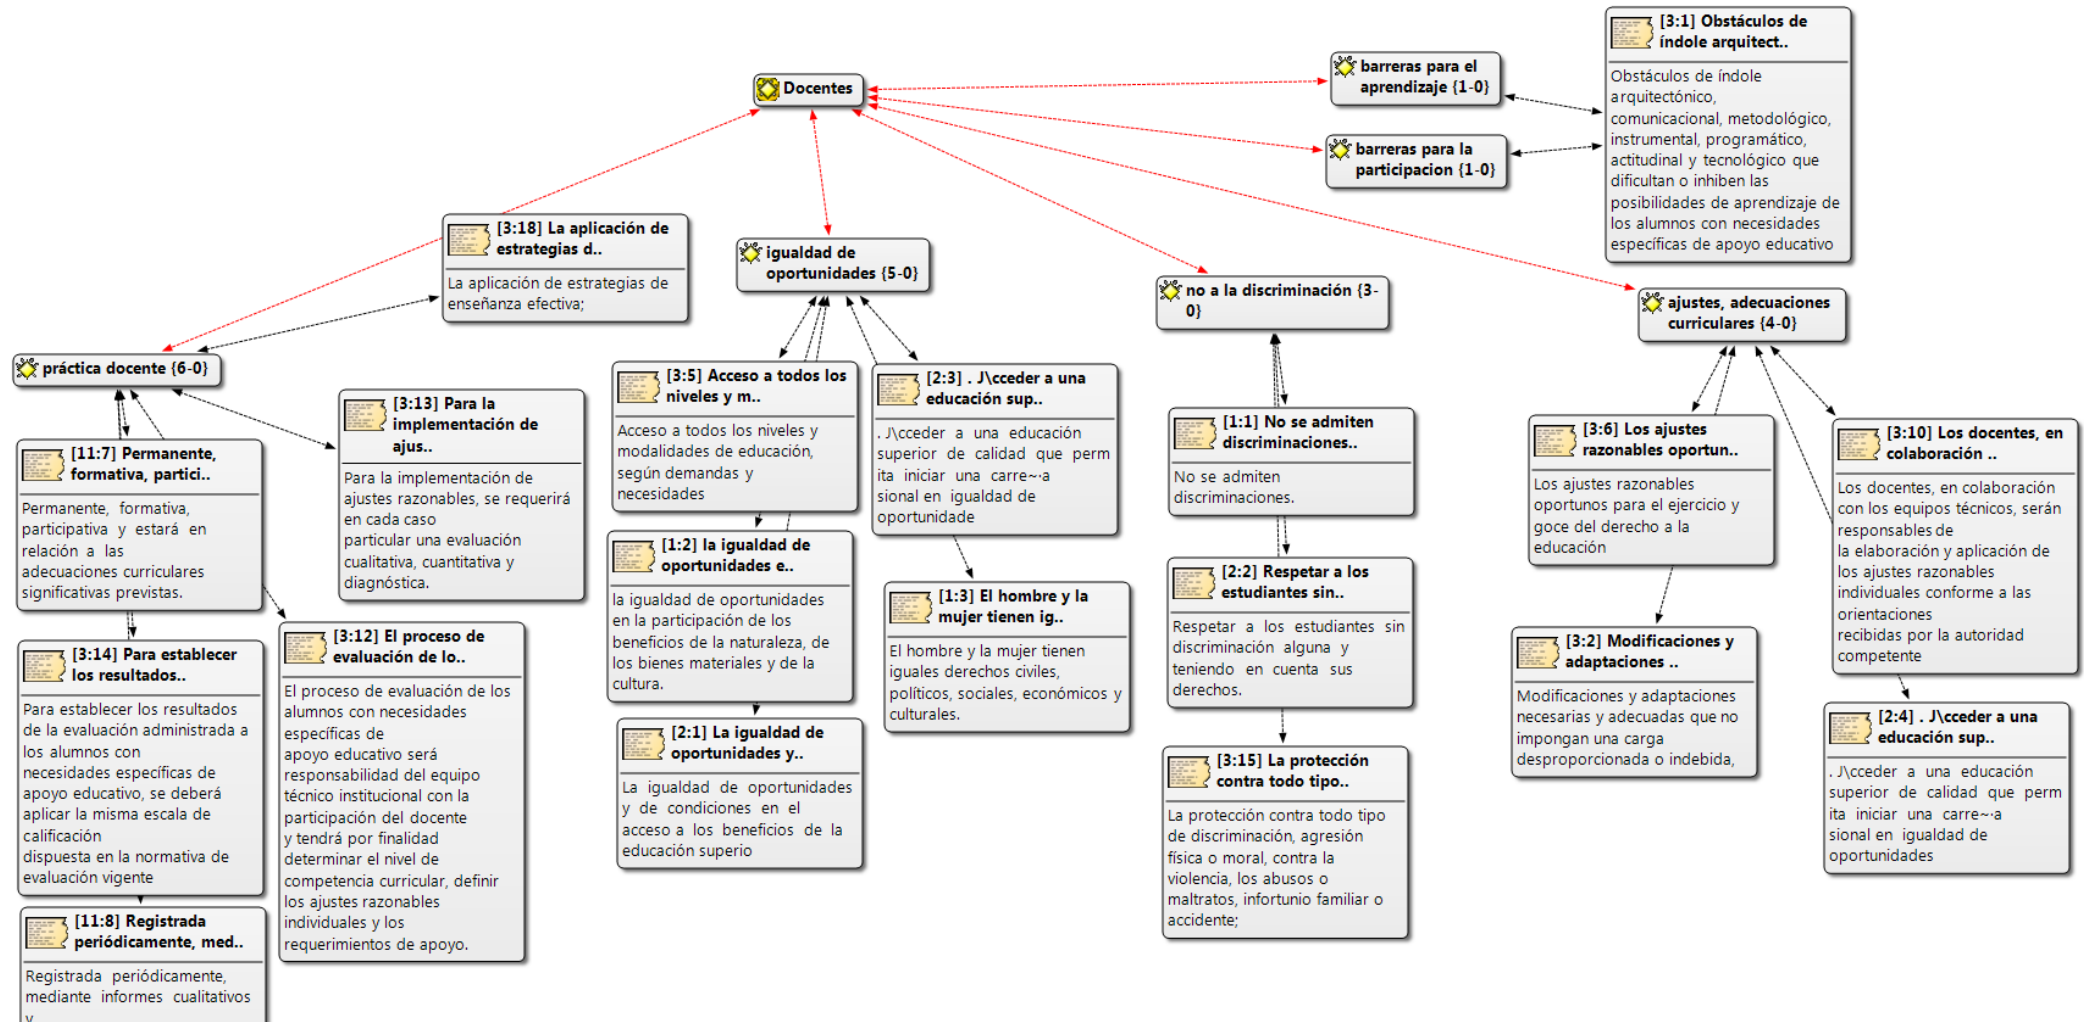 Docentes
barreras para el
aprendizaje {1-0}
barreras para la
participacion {1-0}
[3:1] Obstáculos de
índole arquitect..
Obstáculos de índole
arquitectónico,
comunicacional, metodológico,
instrumental, programático,
actitudinal y tecnológico que
dificultan o inhiben las
posibilidades de aprendizaje de
los alumnos con necesidades
específicas de apoyo educativo
[3:18] La aplicación de
estrategias d..
La aplicación de estrategias de
enseñanza efectiva;
igualdad de
oportunidades {5-0}
no a la discriminación {3-
0}
ajustes, adecuaciones
curriculares {4-0}
práctica docente {6-0}
[11:7] Permanente,
formativa, partici..
Permanente, formativa,
participativa y estará en
relación a las
adecuaciones curriculares
significativas previstas.
[3:13] Para la
implementación de
ajus..
Para la implementación de
ajustes razonables, se requerirá
en cada caso
particular una evaluación
cualitativa, cuantitativa y
diagnóstica.
[3:14] Para establecer
los resultados..
Para establecer los resultados
de la evaluación administrada a
los alumnos con
necesidades específicas de
apoyo educativo, se deberá
aplicar la misma escala de
calificación
dispuesta en la normativa de
evaluación vigente
[3:12] El proceso de
evaluación de lo..
El proceso de evaluación de los
alumnos con necesidades
específicas de
apoyo educativo será
responsabilidad del equipo
técnico institucional con la
participación del docente
y tendrá por finalidad
determinar el nivel de
competencia curricular, definir
los ajustes razonables
individuales y los
requerimientos de apoyo.
[11:8] Registrada
periódicamente, med..
Registrada periódicamente,
mediante informes cualitativos
y
[3:5] Acceso a todos los
niveles y m..
Acceso a todos los niveles y
modalidades de educación,
según demandas y
necesidades
[2:3] . J\cceder a una
educación sup..
. J\cceder a una educación
superior de calidad que perm
ita iniciar una carre~-a
sional en igualdad de
oportunidade
[1:2] la igualdad de
oportunidades e..
la igualdad de oportunidades
en la participación de los
beneficios de la naturaleza, de
los bienes materiales y de la
cultura.
[1:3] El hombre y la
mujer tienen ig..
El hombre y la mujer tienen
iguales derechos civiles,
políticos, sociales, económicos y
culturales.
[2:1] La igualdad de
oportunidades y..
La igualdad de oportunidades
y de condiciones en el
acceso a los beneficios de la
educación superio
[1:1] No se admiten
discriminaciones..
No se admiten
discriminaciones.
[2:2] Respetar a los
estudiantes sin..
Respetar a los estudiantes sin
discriminación alguna y
teniendo en cuenta sus
derechos.
[3:15] La protección
contra todo tipo..
La protección contra todo tipo
de discriminación, agresión
física o moral, contra la
violencia, los abusos o
maltratos, infortunio familiar o
accidente;
[3:6] Los ajustes
razonables oportun..
Los ajustes razonables
oportunos para el ejercicio y
goce del derecho a la
educación
[3:10] Los docentes, en
colaboración ..
Los docentes, en colaboración
con los equipos técnicos, serán
responsables de
la elaboración y aplicación de
los ajustes razonables
individuales conforme a las
orientaciones
recibidas por la autoridad
competente
[3:2] Modificaciones y
adaptaciones ..
Modificaciones y adaptaciones
necesarias y adecuadas que no
impongan una carga
desproporcionada o indebida,
[2:4] . J\cceder a una
educación sup..
. J\cceder a una educación
superior de calidad que perm
ita iniciar una carre~·a
sional en igualdad de
oportunidades